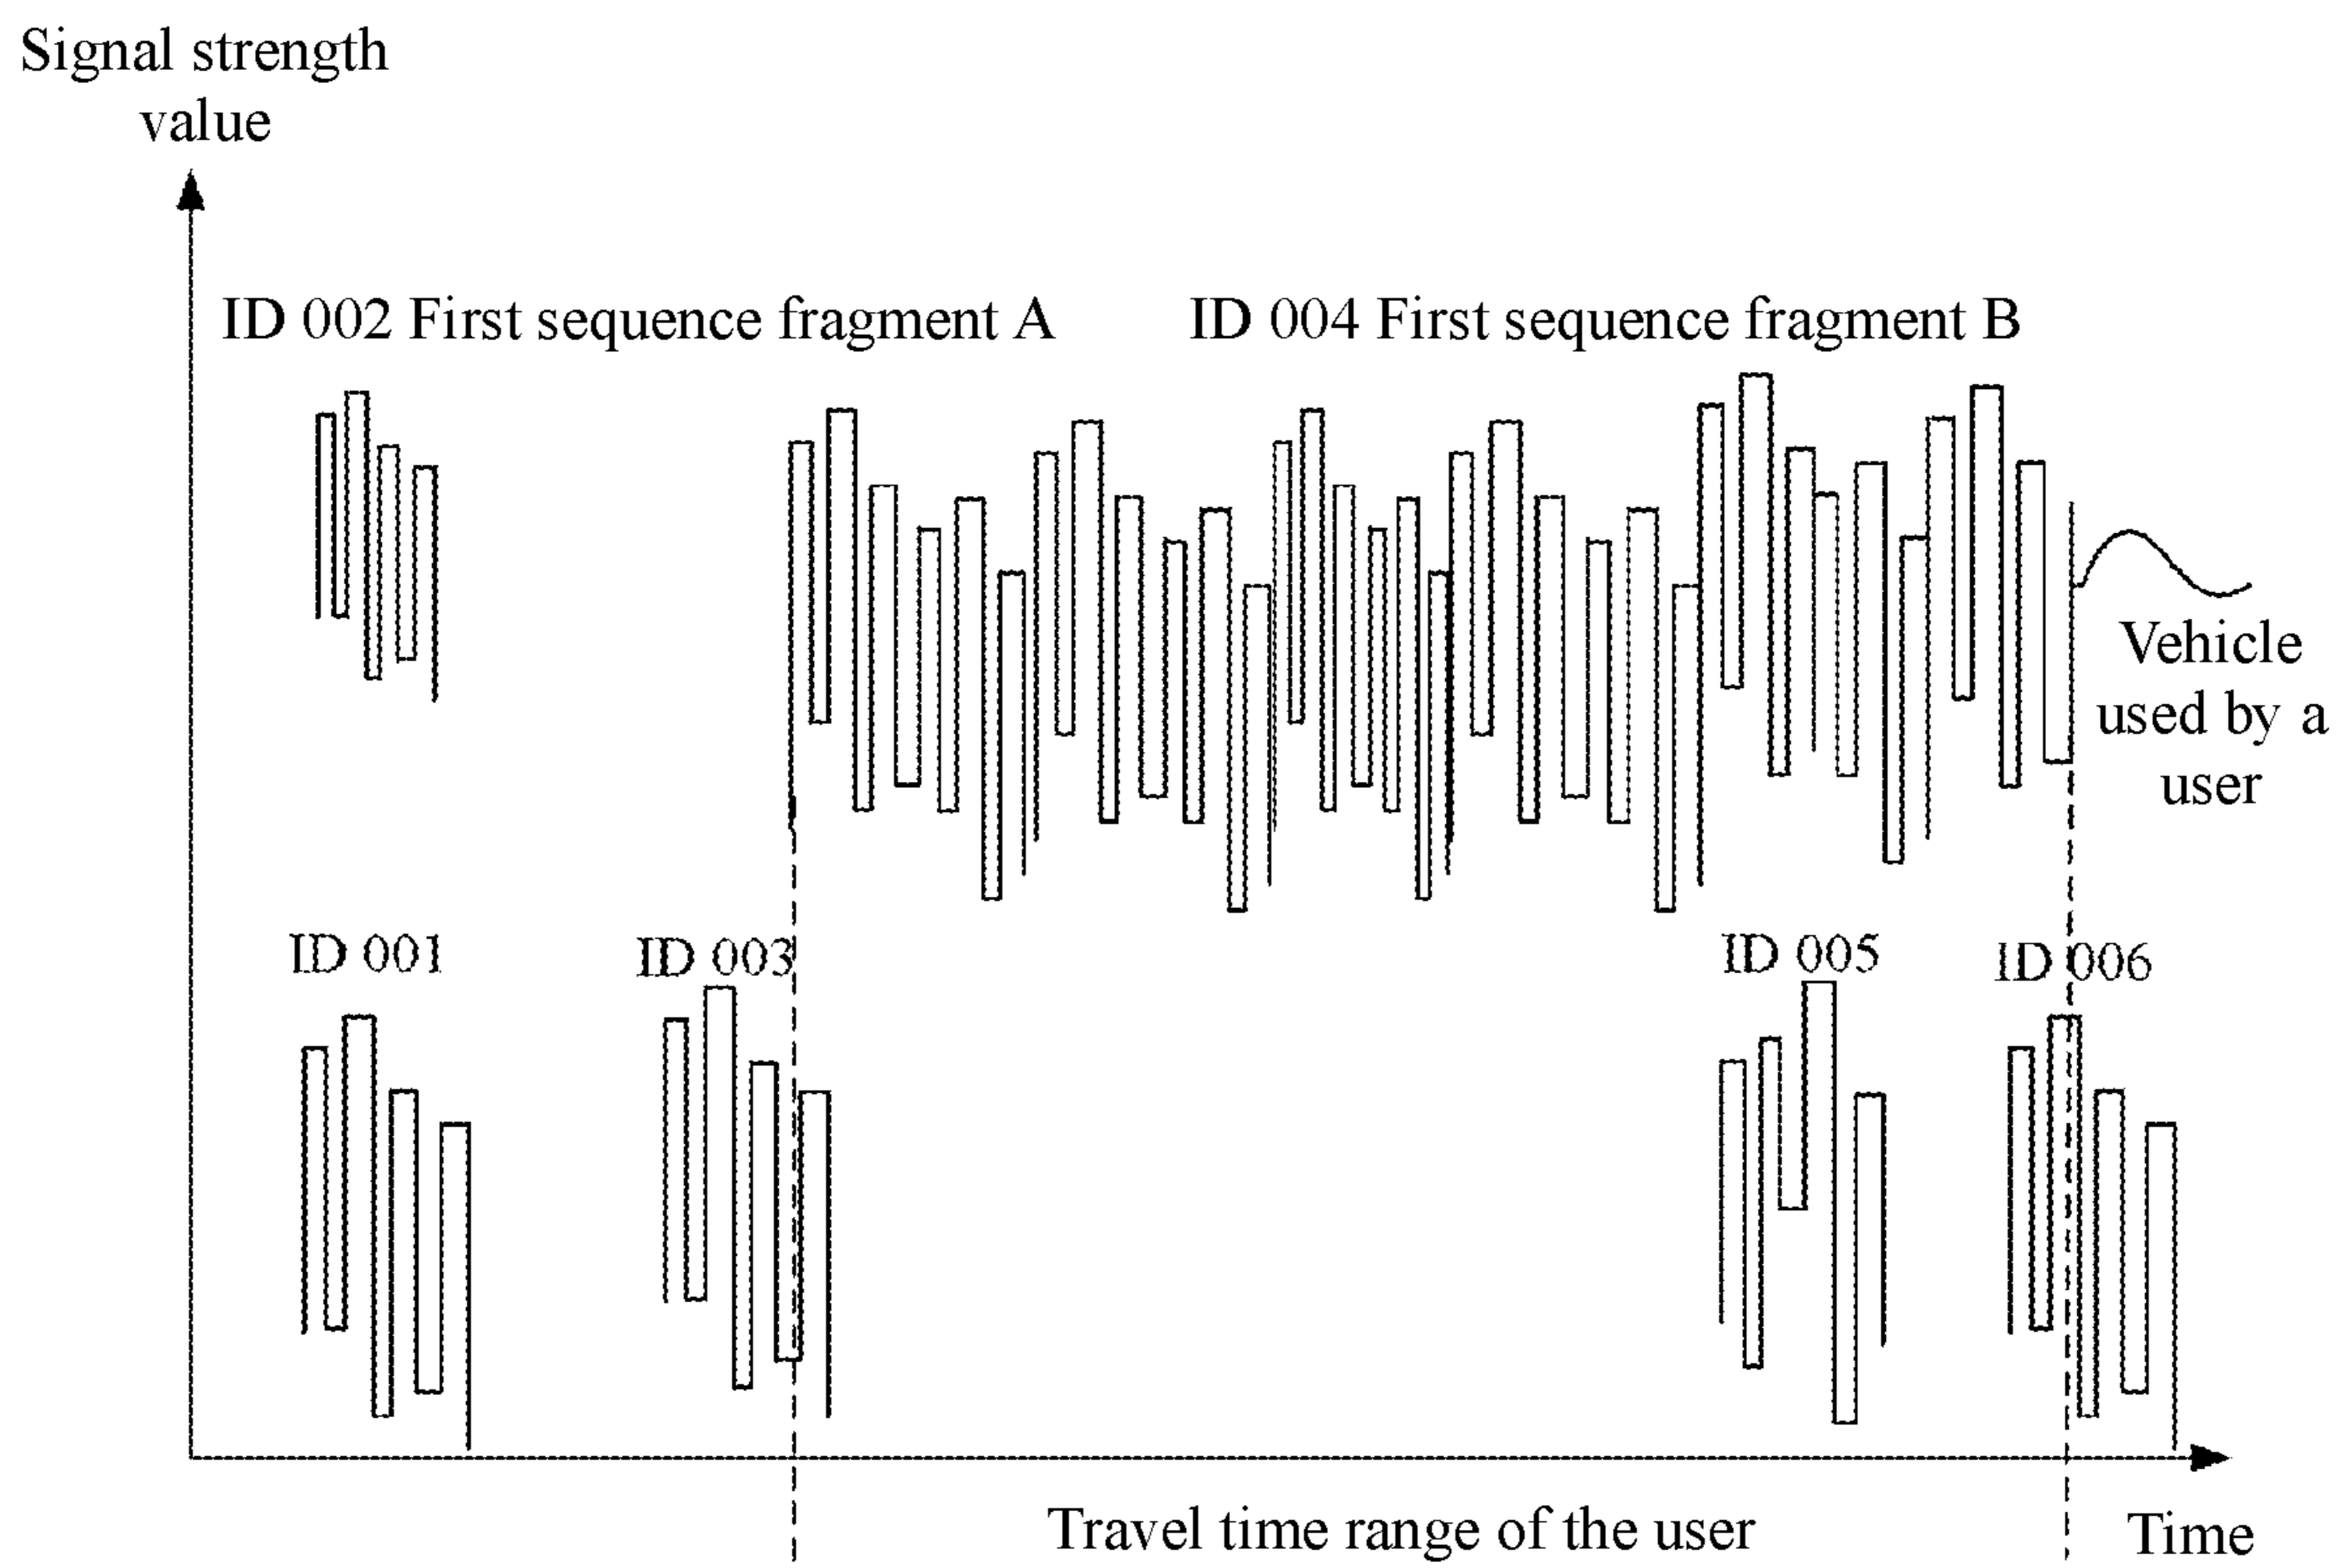 Signal strength
value
ID 002 First sequence fragment A
ID 004 First sequence fragment B
Vehicle
used by a
user
ID 001
ID 003
ID 005
ID 006
Travel time range of the user
Time